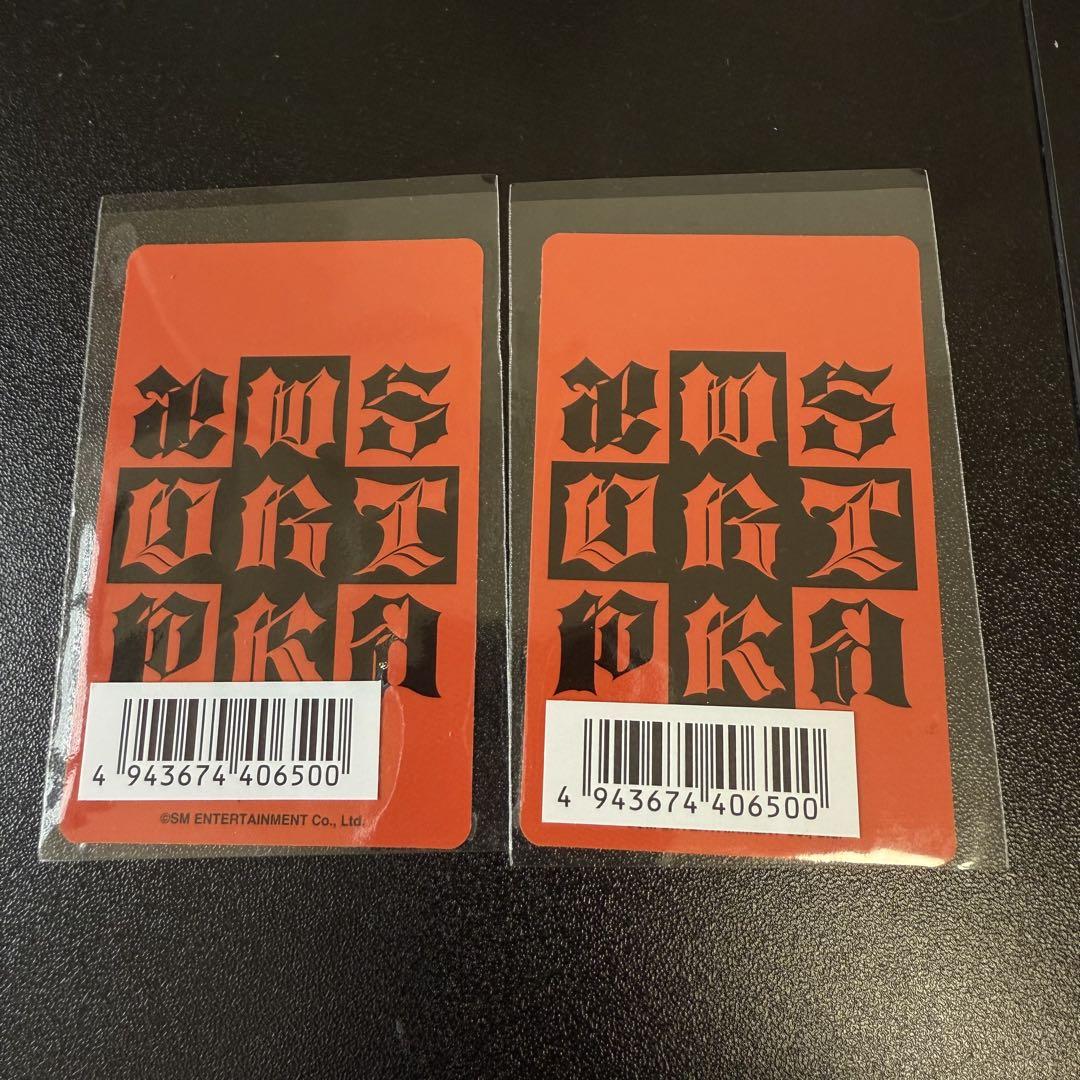 æ W S
P K a
4 943674 406500
©SM ENTERTAINMENT Co., Ltd.
æ W S
P K a
4 943674 406500